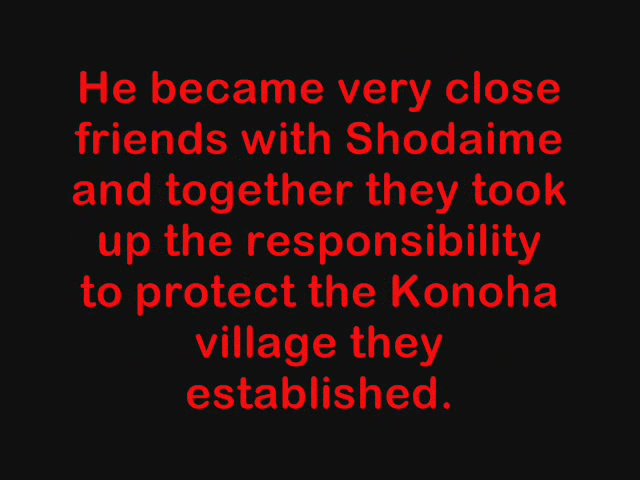 He became very close
friends with Shodaime
and together they took
up the responsibility
to protect the Konoha
village they
established.